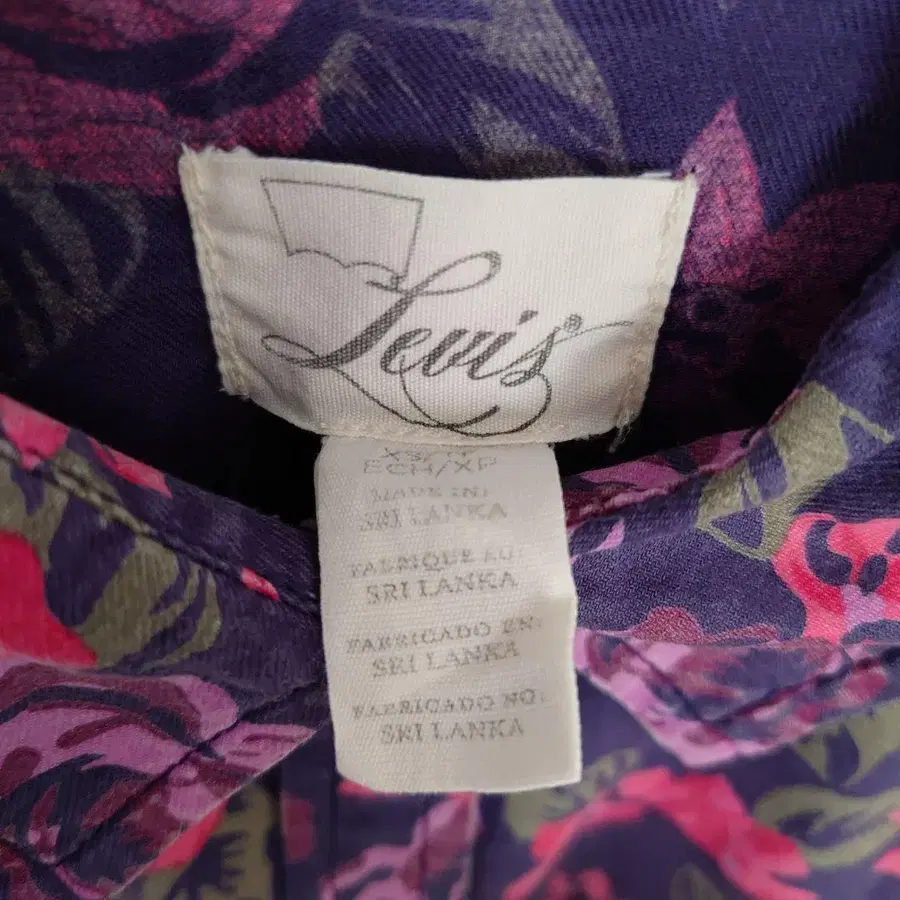 Levi's®
XS/TP
ECH/XP
MADE IN:
SRI LANKA
FABRIQUE AU:
SRI LANKA
FABRICADO EN:
SRI LANKA
FABRICADO NO:
SRI LANKA